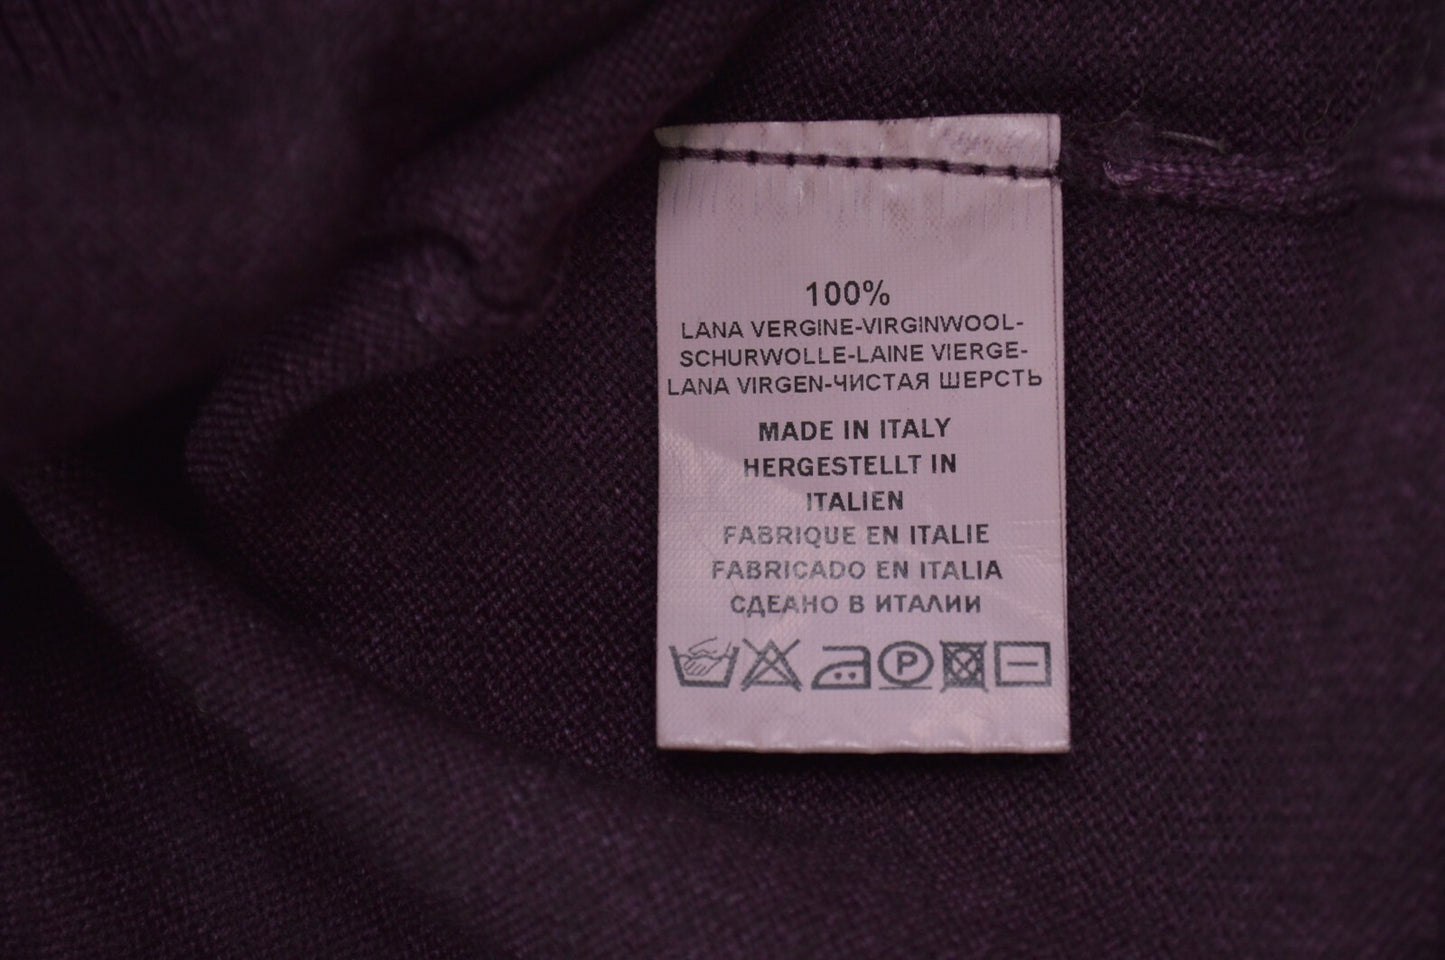 100%
LANA VERGINE-VIRGINWOOL-
SCHURWOLLE-LAINE VIERGE-
LANA VIRGEN-ЧИСТАЯ ШЕРСТЬ
MADE IN ITALY
HERGESTELLT IN
ITALIEN
FABRIQUE EN ITALIE
FABRICADO EN ITALIA
СДЕАНО В ИТАЛИИ
P